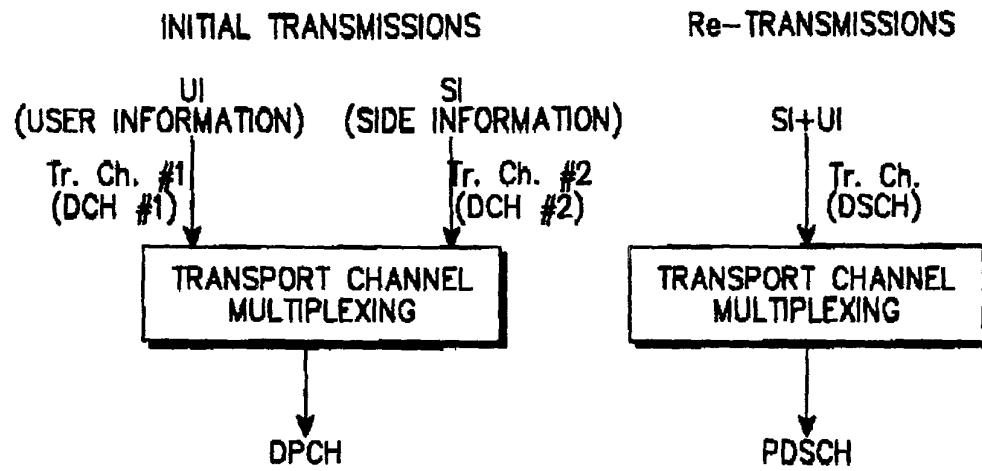 INITIAL TRANSMISSIONS
Re-TRANSMISSIONS
UI
(USER INFORMATION)
SI
(SIDE INFORMATION)
SI+UI
Tr. Ch. #1
(DCH #1)
Tr. Ch. #2
(DCH #2)
Tr. Ch.
(DSCH)
TRANSPORT CHANNEL
MULTIPLEXING
TRANSPORT CHANNEL
MULTIPLEXING
DPCH
PDSCH